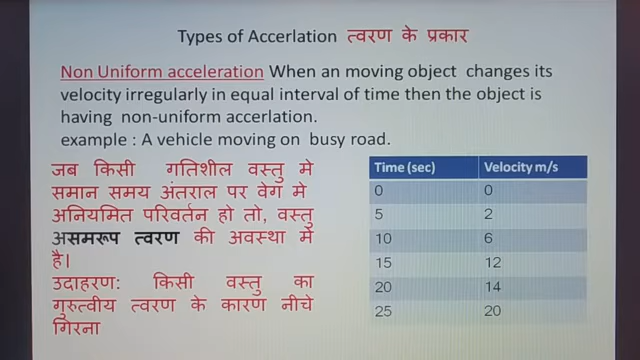 Types of Accerlation त्वरण के प्रकार
Non Uniform acceleration When an moving object changes its
velocity irregularly in equal interval of time then the object is
having non-uniform accerlation.
example : A vehicle moving on busy road.
जब किसी गतिशील वस्तु मे
समान समय अंतराल पर वेग मे
अनियमित परिवर्तन हो तो, वस्तु
असमरूप त्वरण की अवस्था में
है।
उदाहरण: किसी वस्तु का
गुरुत्वीय त्वरण के कारण नीचे
गिरना
Time (sec) Velocity m/s
0 0
5 2
10 6
15 12
20 14
25 20